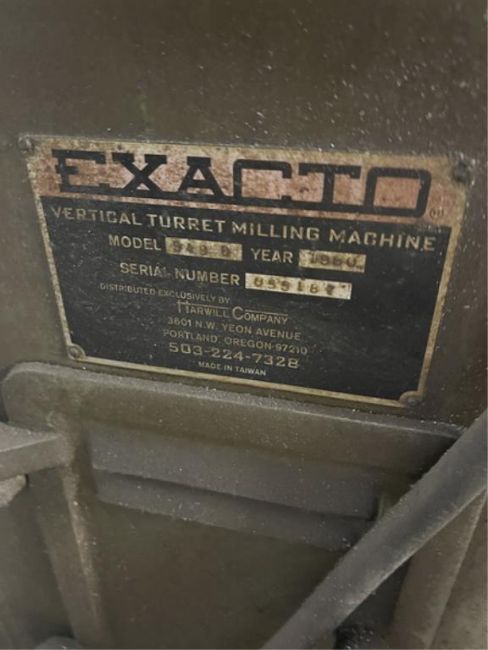 EXACTO
VERTICAL TURRET MILLING MACHINE
MODEL YEAR 1980
SERIAL NUMBER
DISTRIBUTED EXCLUSIVELY BY
HARWILL COMPANY
3601 N.W. YEON AVENUE
PORTLAND, OREGON-97210
503-224-7328
MADE IN TAIWAN